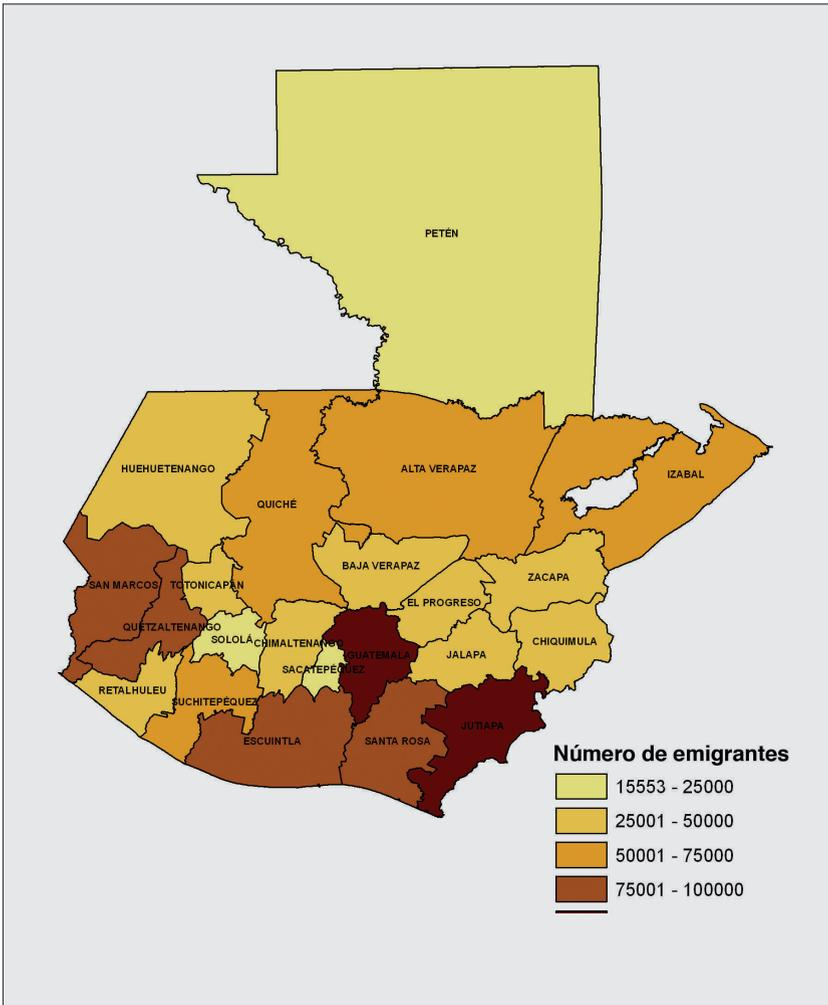 PETÉN
HUEHUETENANGO
ALTA VERAPAZ
IZABAL
QUICHÉ
BAJA VERAPAZ
ZACAPA
SAN MARCOS
TOTONICAPÁN
EL PROGRESO
QUETZALTENANGO
SOLOLÁ
CHIMALTENANGO
CHIQUIMULA
GUATEMALA
JALAPA
SACATEPÉQUEZ
RETALHULEU
SUCHITEPÉQUEZ
JUTIAPA
ESCUINTLA
SANTA ROSA
Número de emigrantes
15553 - 25000
25001 - 50000
50001 - 75000
75001 - 100000